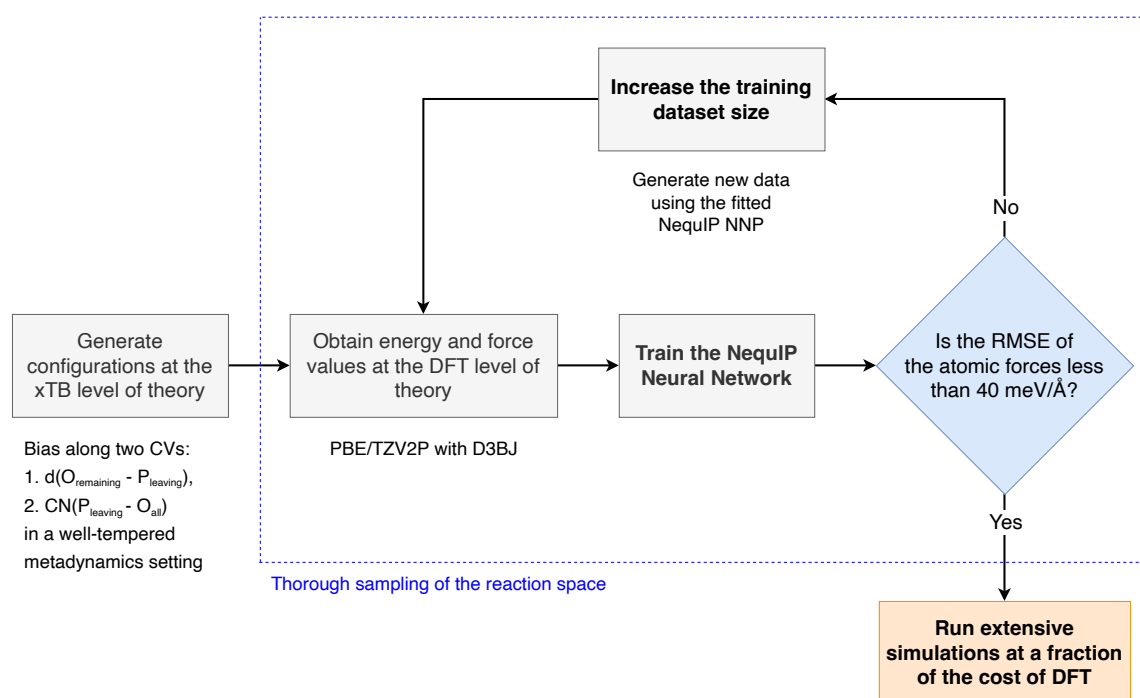 Increase the training
dataset size
Generate new data
using the fitted
NequIP NNP
No
Generate
configurations at the
xTB level of theory
Obtain energy and force
values at the DFT level of
theory
Train the NequIP
Neural Network
Is the RMSE of
the atomic forces less
than 40 meV/Å?
Bias along two CVs:
1. d(Oremaining - Pleaving),
2. CN(Pleaving - Oall)
in a well-tempered
metadynamics setting
PBE/TZV2P with D3BJ
Yes
Thorough sampling of the reaction space
Run extensive
simulations at a fraction
of the cost of DFT